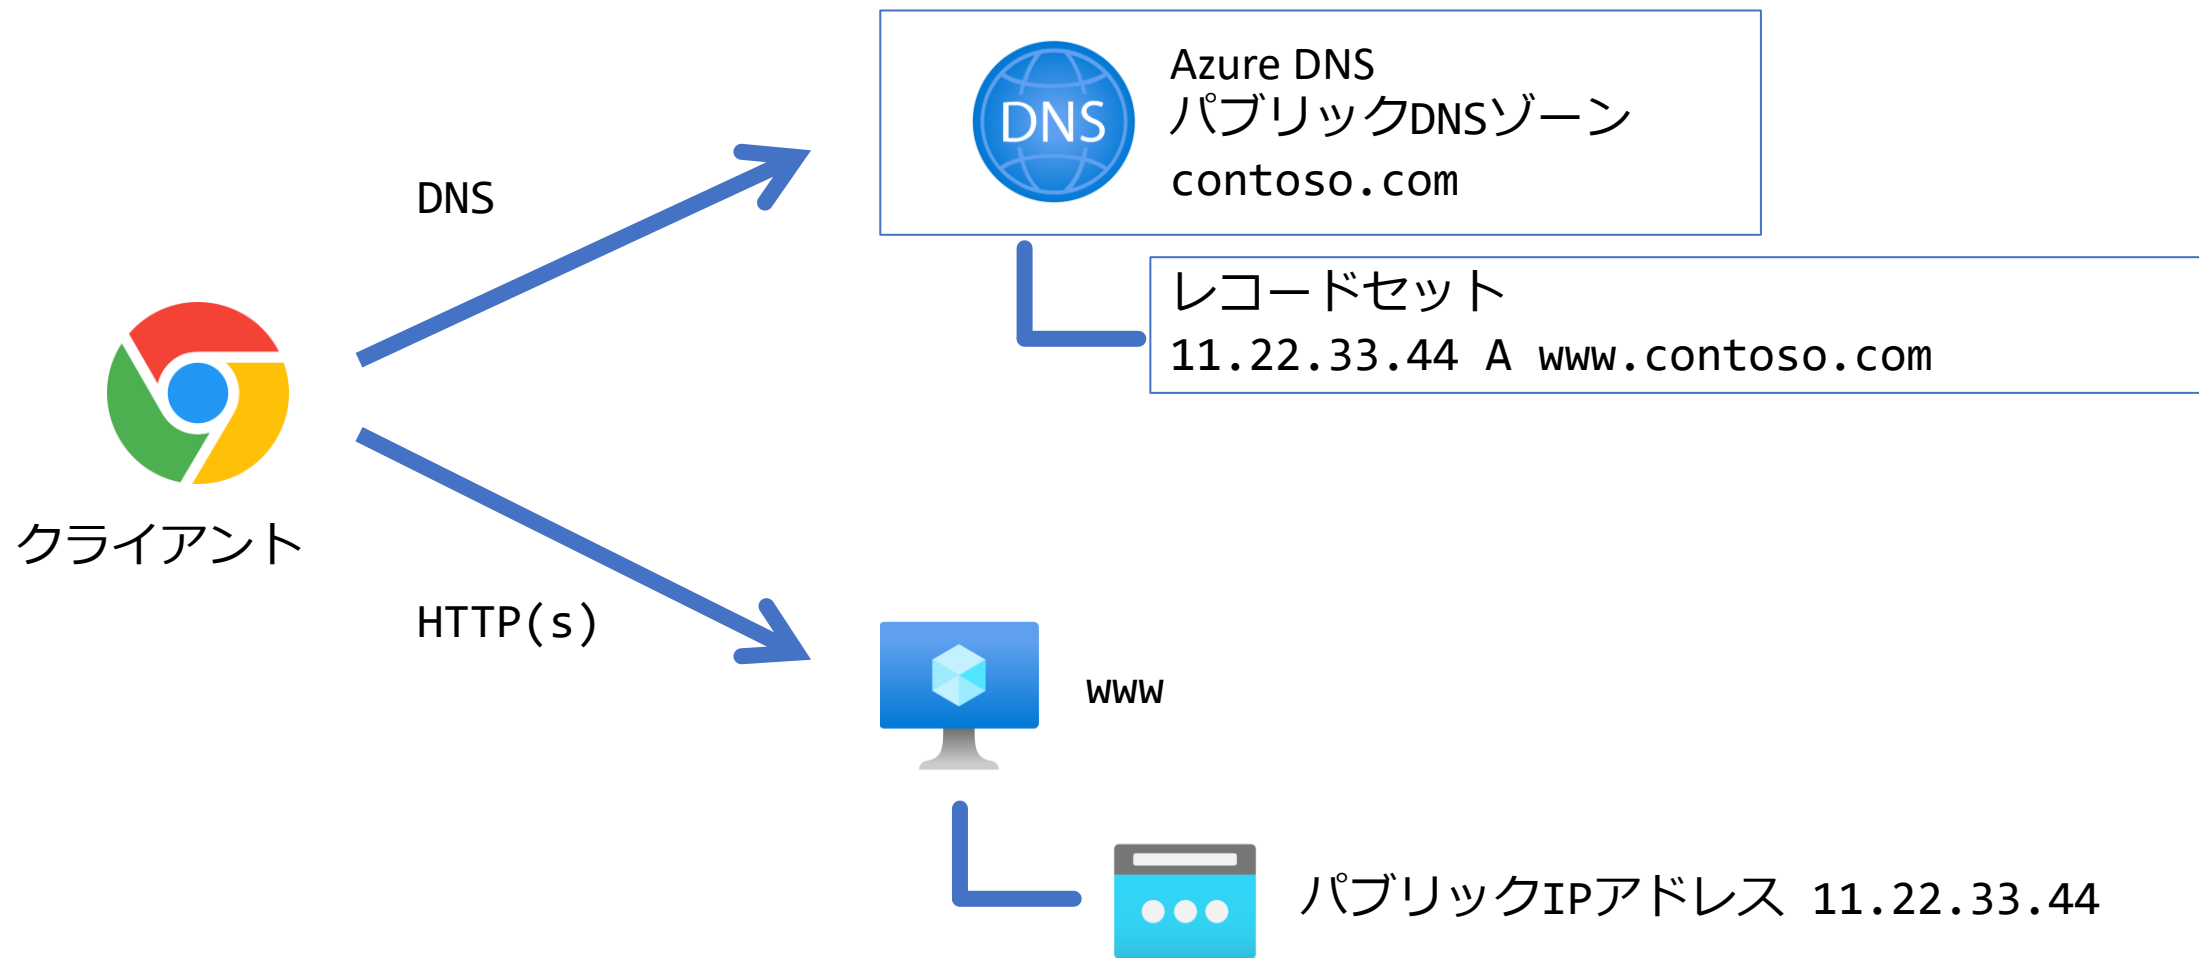 Azure DNS
パブリックDNSゾーン
DNS
contoso.com
DNS
レコードセット
11.22.33.44 A www.contoso.com
クライアント
HTTP(s)
www
パブリックIPアドレス 11.22.33.44